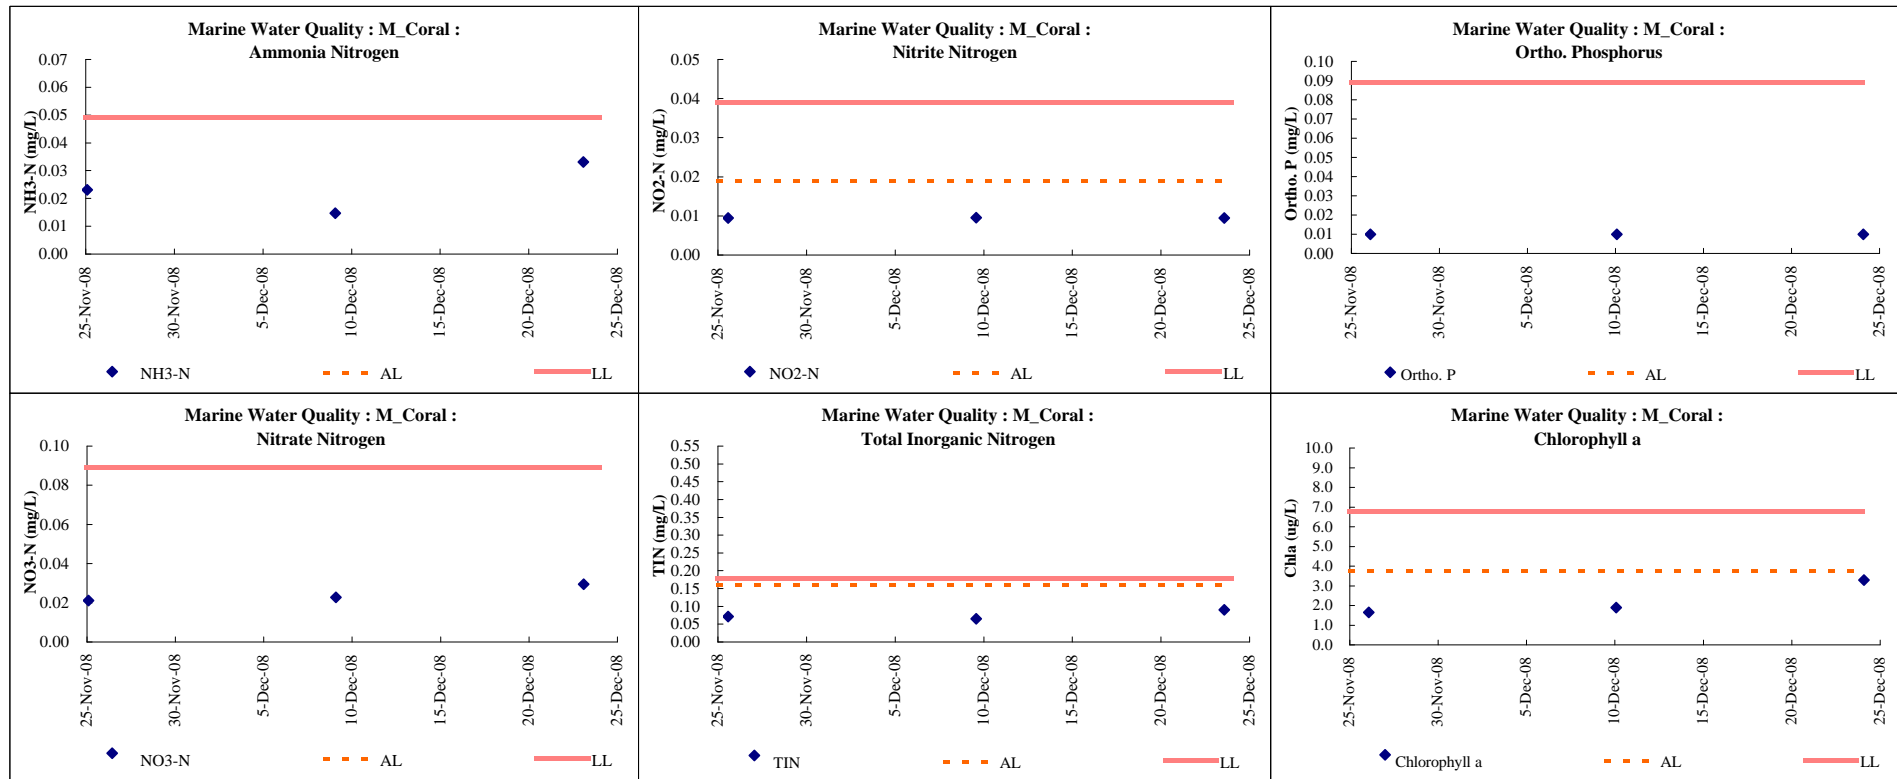 Marine Water Quality : M_Coral :
Ammonia Nitrogen
NH3-N (mg/L)
0.07
0.06
0.05
0.04
0.03
0.02
0.01
0.00
25-Nov-08
30-Nov-08
5-Dec-08
10-Dec-08
15-Dec-08
20-Dec-08
25-Dec-08
NH3-N AL LL
Marine Water Quality : M_Coral :
Nitrite Nitrogen
NO2-N (mg/L)
0.05
0.04
0.03
0.02
0.01
0.00
25-Nov-08
30-Nov-08
5-Dec-08
10-Dec-08
15-Dec-08
20-Dec-08
25-Dec-08
NO2-N AL LL
Marine Water Quality : M_Coral :
Ortho. Phosphorus
Ortho. P (mg/L)
0.10
0.09
0.08
0.07
0.06
0.05
0.04
0.03
0.02
0.01
0.00
25-Nov-08
30-Nov-08
5-Dec-08
10-Dec-08
15-Dec-08
20-Dec-08
25-Dec-08
Ortho. P AL LL
Marine Water Quality : M_Coral :
Nitrate Nitrogen
NO3-N (mg/L)
0.10
0.08
0.06
0.04
0.02
0.00
25-Nov-08
30-Nov-08
5-Dec-08
10-Dec-08
15-Dec-08
20-Dec-08
25-Dec-08
NO3-N AL LL
Marine Water Quality : M_Coral :
Total Inorganic Nitrogen
TIN (mg/L)
0.55
0.50
0.45
0.40
0.35
0.30
0.25
0.20
0.15
0.10
0.05
0.00
25-Nov-08
30-Nov-08
5-Dec-08
10-Dec-08
15-Dec-08
20-Dec-08
25-Dec-08
TIN AL LL
Marine Water Quality : M_Coral :
Chlorophyll a
Chla (ug/L)
10.0
9.0
8.0
7.0
6.0
5.0
4.0
3.0
2.0
1.0
0.0
25-Nov-08
30-Nov-08
5-Dec-08
10-Dec-08
15-Dec-08
20-Dec-08
25-Dec-08
Chlorophyll a AL LL